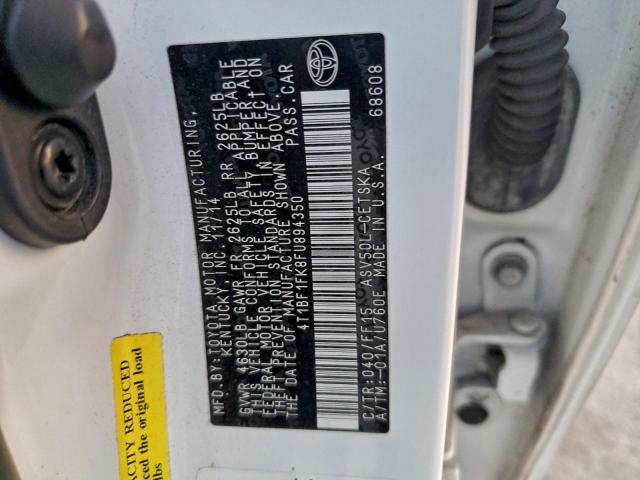 MFD.BY:TOYOTA MOTOR MANUFACTURING,
KENTUCKY, INC. 11/14
GVWR 4630LB GAWR FR 2625LB RR 2625LB
THIS VEHICLE CONFORMS TO ALL APPLICABLE
FEDERAL MOTOR VEHICLE SAFETY, BUMPER, AND
THEFT PREVENTION STANDARDS IN EFFECT ON
THE DATE OF MANUFACTURE SHOWN ABOVE.
4T1BF1FK8FU894350 PASS.CAR
68608
C/TR:040/FF15 ASV50L-CETSKA
A/TM:-01A/U760E MADE IN U.S.A.
ACITY REDUCED
ced the original load
lbs